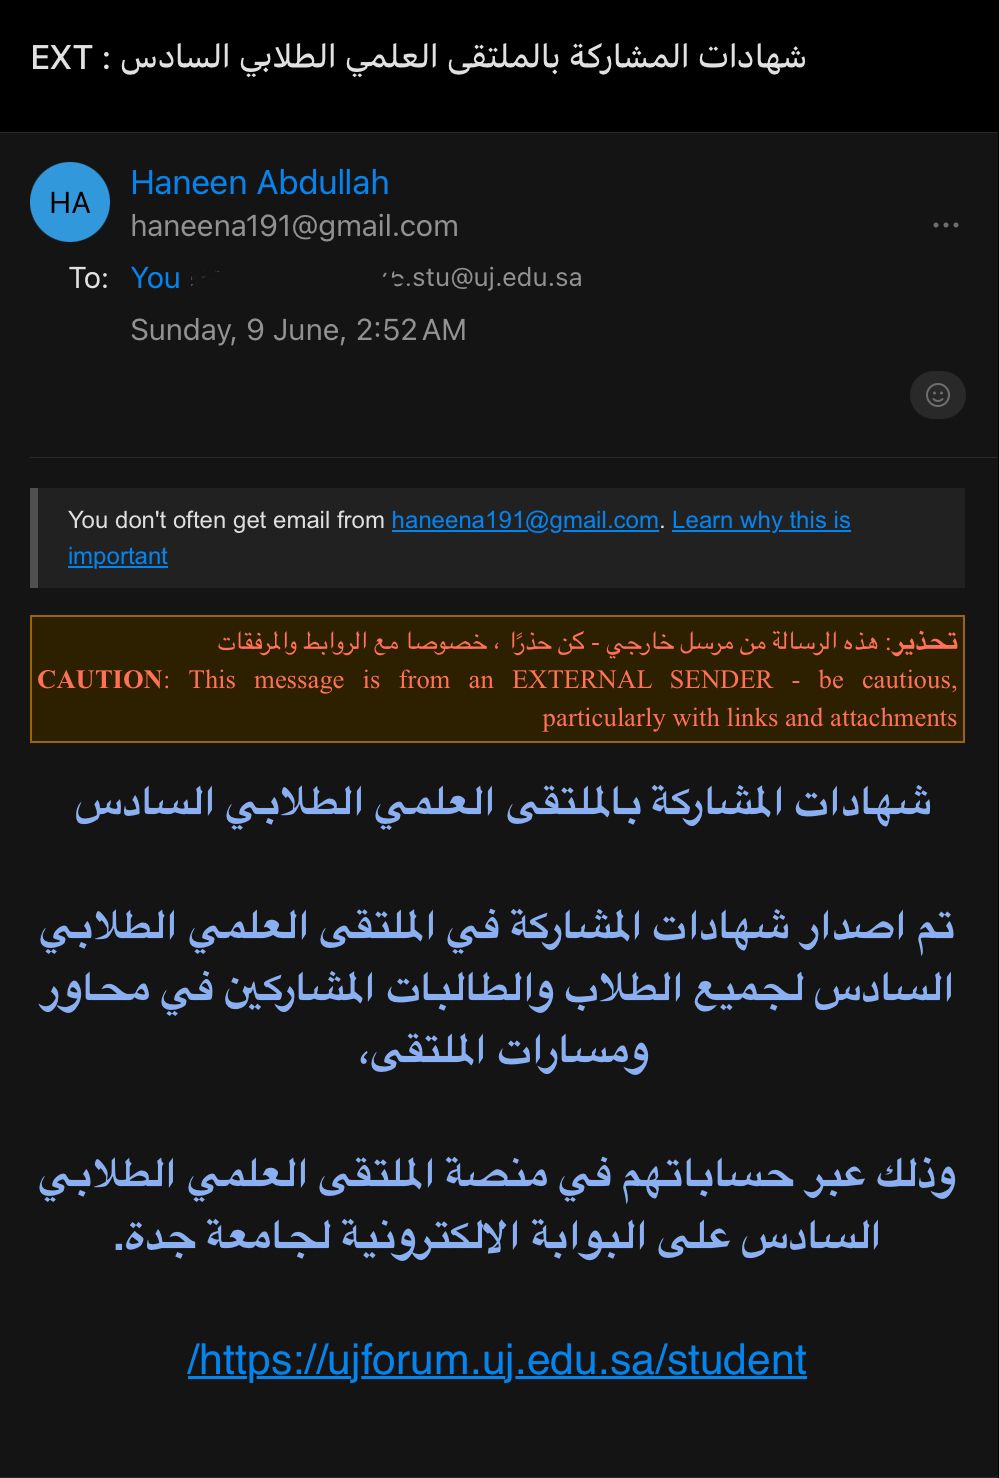 EXT : شهادات المشاركة بالملتقى العلمي الطلابي السادس
HA
Haneen Abdullah
haneena191@gmail.com
To: You
.stu@uj.edu.sa
Sunday, 9 June, 2:52 AM
You don't often get email from haneena191@gmail.com. Learn why this is
important
تحذير: هذه الرسالة من مرسل خارجي - كن حذرًا ، خصوصا مع الروابط والمرفقات
CAUTION: This message is from an EXTERNAL SENDER - be cautious,
particularly with links and attachments
شهادات المشاركة بالملتقى العلمي الطلابي السادس
تم اصدار شهادات المشاركة في الملتقى العلمي الطلابي
السادس لجميع الطلاب والطالبات المشاركين في محاور
ومسارات الملتقى،
وذلك عبر حساباتهم في منصة الملتقى العلمي الطلابي
السادس على البوابة الالكترونية لجامعة جدة.
/https://ujforum.uj.edu.sa/student